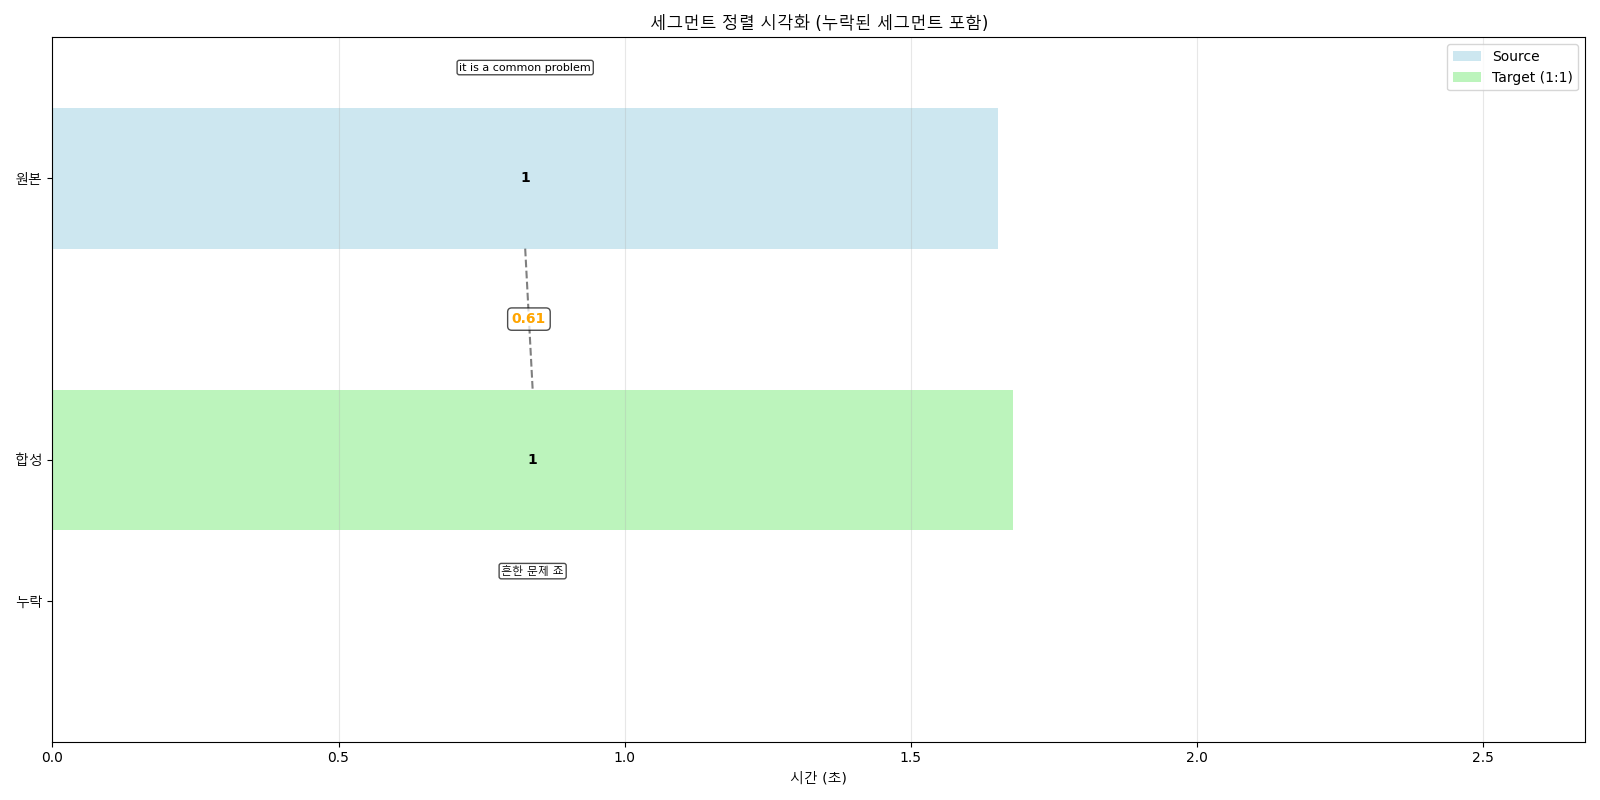 세그먼트 정렬 시각화 (누락된 세그먼트 포함)
Source
Target (1:1)
it is a common problem
원본
1
0.61
합성
1
흔한 문제 죠
누락
0.0 0.5 1.0 1.5 2.0 2.5
시간 (초)